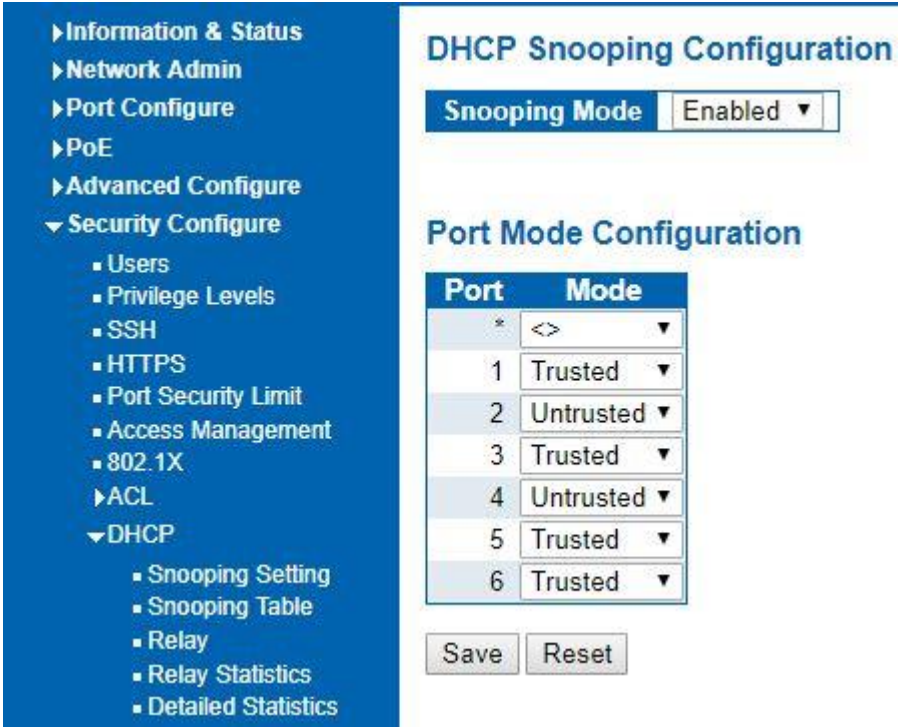 Information & Status
Network Admin
Port Configure
PoE
Advanced Configure
Security Configure
Users
Privilege Levels
SSH
HTTPS
Port Security Limit
Access Management
802.1X
ACL
DHCP
Snooping Setting
Snooping Table
Relay
Relay Statistics
Detailed Statistics
DHCP Snooping Configuration
Snooping Mode Enabled
Port Mode Configuration
Port Mode
* <>
1 Trusted
2 Untrusted
3 Trusted
4 Untrusted
5 Trusted
6 Trusted
Save Reset